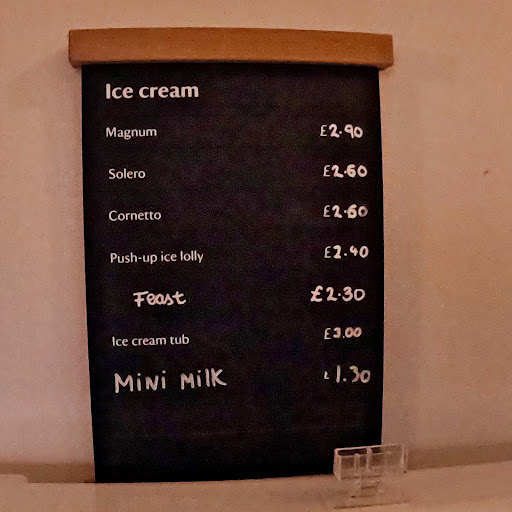 Ice cream
Magnum £2.90
Solero £2.60
Cornetto £2.60
Push-up ice lolly £2.40
Feast £2.30
Ice cream tub £3.00
MiNi MilK £1.30